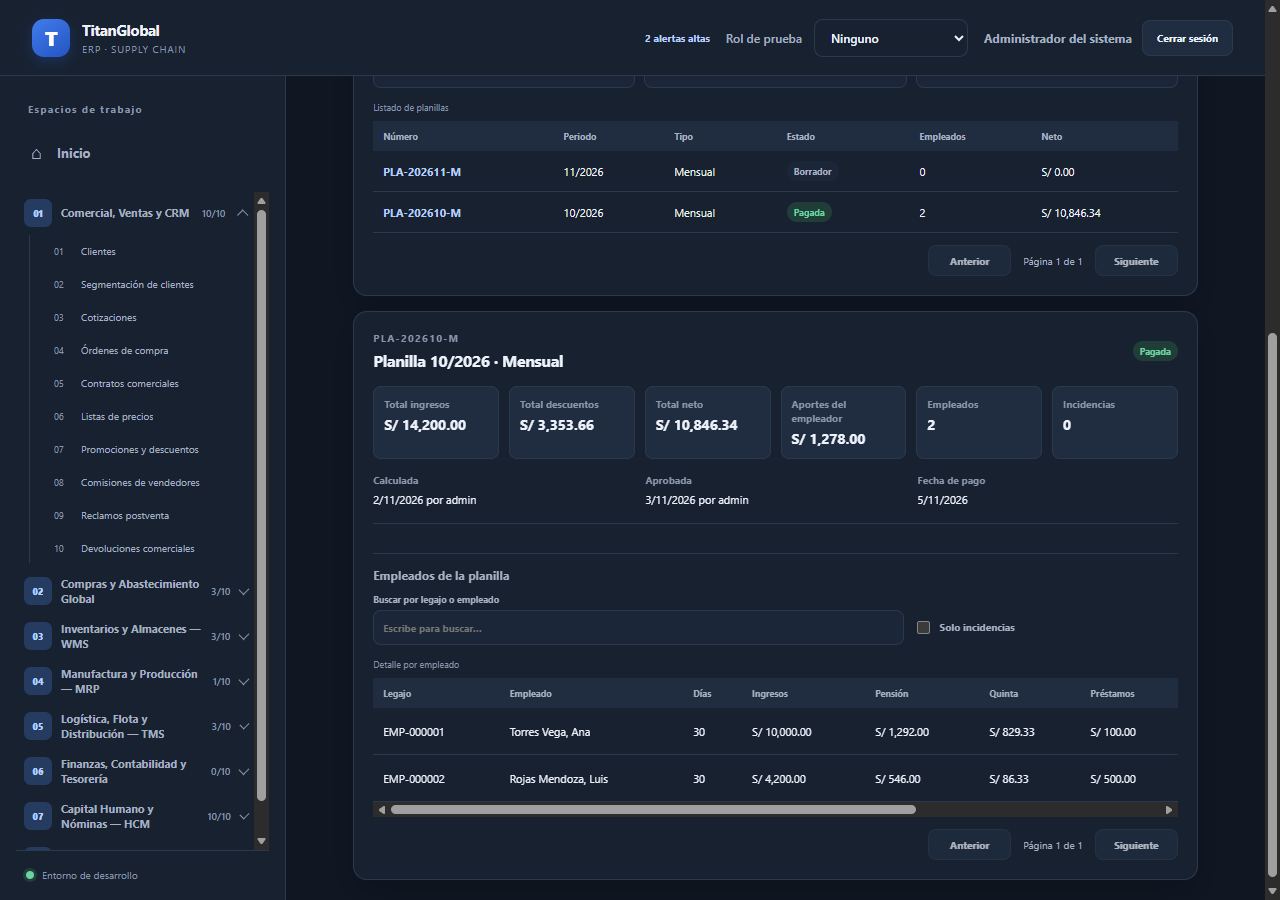 T
TitanGlobal
ERP · SUPPLY CHAIN
2 alertas altas
Rol de prueba
Ninguno
Administrador del sistema
Cerrar sesión
Espacios de trabajo
Inicio
01 Comercial, Ventas y CRM 10/10
01 Clientes
02 Segmentación de clientes
03 Cotizaciones
04 Órdenes de compra
05 Contratos comerciales
06 Listas de precios
07 Promociones y descuentos
08 Comisiones de vendedores
09 Reclamos postventa
10 Devoluciones comerciales
02 Compras y Abastecimiento Global 3/10
03 Inventarios y Almacenes — WMS 3/10
04 Manufactura y Producción — MRP 1/10
05 Logística, Flota y Distribución — TMS 3/10
06 Finanzas, Contabilidad y Tesorería 0/10
07 Capital Humano y Nóminas — HCM 10/10
Entorno de desarrollo
Listado de planillas
Número Periodo Tipo Estado Empleados Neto
PLA-202611-M 11/2026 Mensual Borrador 0 S/ 0.00
PLA-202610-M 10/2026 Mensual Pagada 2 S/ 10,846.34
Anterior Página 1 de 1 Siguiente
PLA-202610-M
Planilla 10/2026 · Mensual
Pagada
Total ingresos
S/ 14,200.00
Total descuentos
S/ 3,353.66
Total neto
S/ 10,846.34
Aportes del empleador
S/ 1,278.00
Empleados
2
Incidencias
0
Calculada
2/11/2026 por admin
Aprobada
3/11/2026 por admin
Fecha de pago
5/11/2026
Empleados de la planilla
Buscar por legajo o empleado
Escribe para buscar...
Solo incidencias
Detalle por empleado
Legajo Empleado Días Ingresos Pensión Quinta Préstamos
EMP-000001 Torres Vega, Ana 30 S/ 10,000.00 S/ 1,292.00 S/ 829.33 S/ 100.00
EMP-000002 Rojas Mendoza, Luis 30 S/ 4,200.00 S/ 546.00 S/ 86.33 S/ 500.00
Anterior Página 1 de 1 Siguiente